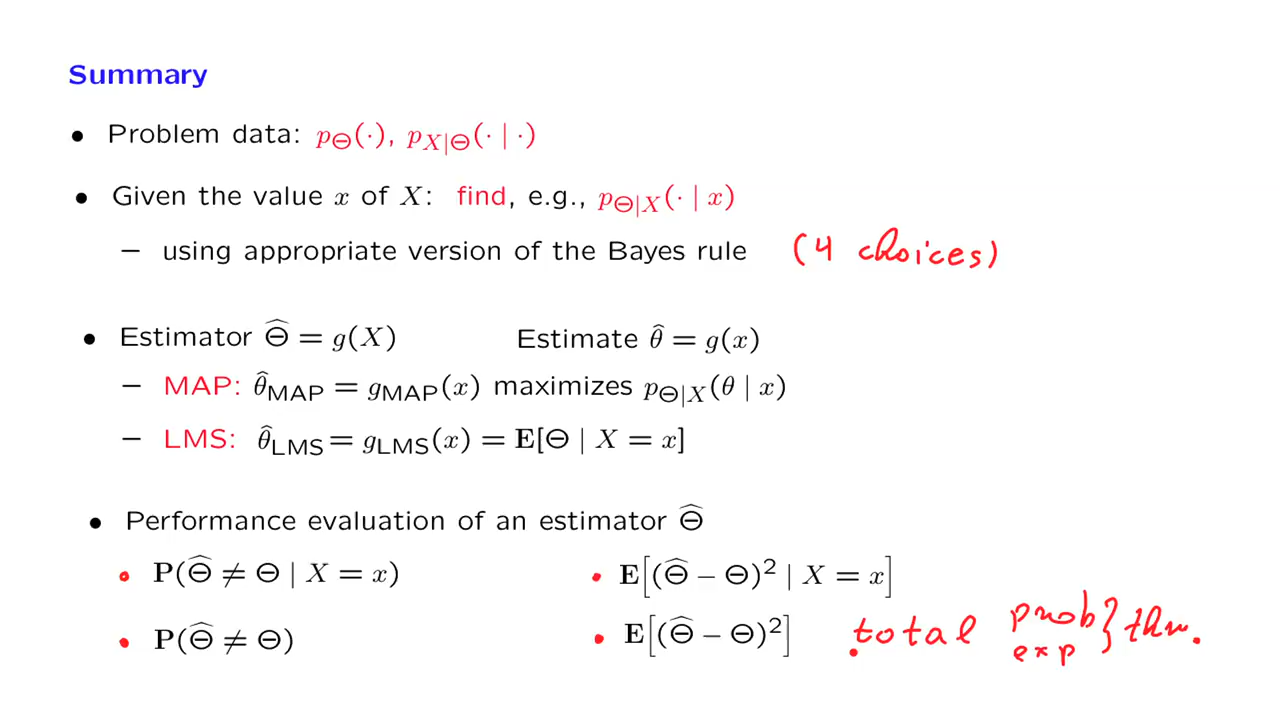 Summary
• Problem data: p_Θ(·), p_{X|Θ}(· | ·)
• Given the value x of X: find, e.g., p_{Θ|X}(· | x)
– using appropriate version of the Bayes rule (4 choices)
• Estimator Θ̂ = g(X) Estimate θ̂ = g(x)
– MAP: θ̂_MAP = g_MAP(x) maximizes p_{Θ|X}(θ | x)
– LMS: θ̂_LMS = g_LMS(x) = E[Θ | X = x]
• Performance evaluation of an estimator Θ̂
• P(Θ̂ ≠ Θ | X = x) • E[(Θ̂ − Θ)² | X = x]
• P(Θ̂ ≠ Θ) • E[(Θ̂ − Θ)²] total prob } thm.
exp